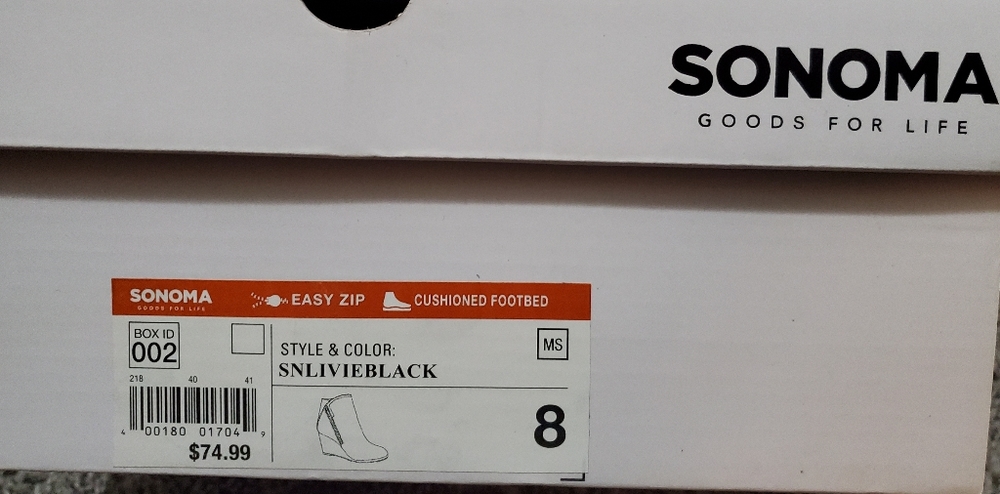 SONOMA
GOODS FOR LIFE
SONOMA
GOODS FOR LIFE
EASY ZIP
CUSHIONED FOOTBED
BOX ID
002
STYLE & COLOR:
SNLIVIEBLACK
MS
218 40 41
4 00180 01704 9
$74.99
8